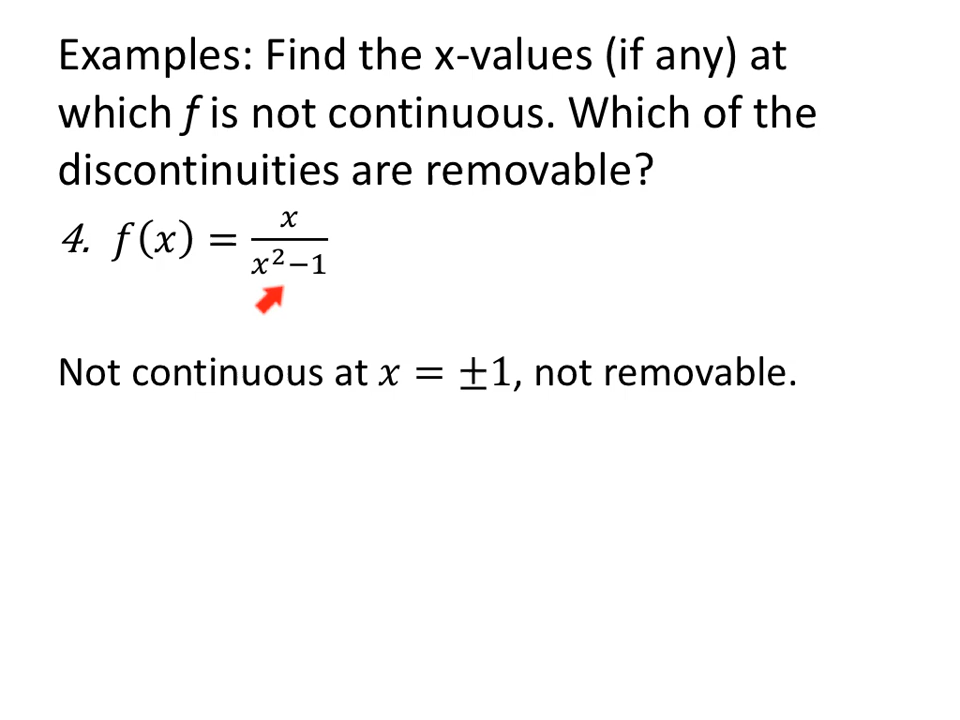 Examples: Find the x-values (if any) at
which f is not continuous. Which of the
discontinuities are removable?
4. f(x) = x/(x²−1)
Not continuous at x = ±1, not removable.